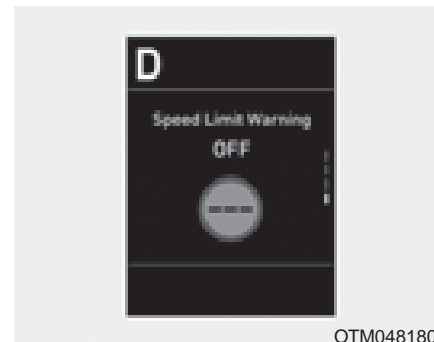 D
Speed Limit Warning
OFF
---
OTM048180